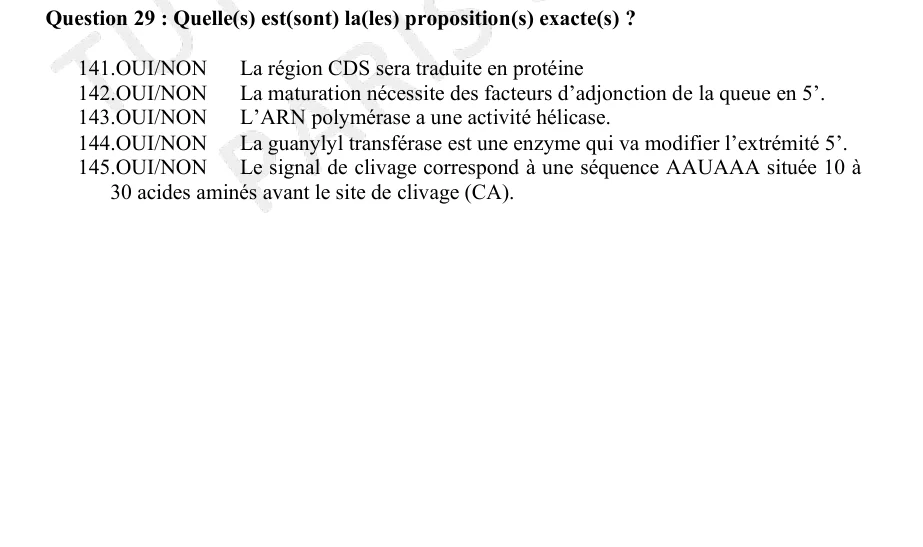 Question 29 : Quelle(s) est(sont) la(les) proposition(s) exacte(s) ?
141.OUI/NON La région CDS sera traduite en protéine
142.OUI/NON La maturation nécessite des facteurs d’adjonction de la queue en 5’.
143.OUI/NON L’ARN polymérase a une activité hélicase.
144.OUI/NON La guanylyl transférase est une enzyme qui va modifier l’extrémité 5’.
145.OUI/NON Le signal de clivage correspond à une séquence AAUAAA située 10 à
30 acides aminés avant le site de clivage (CA).